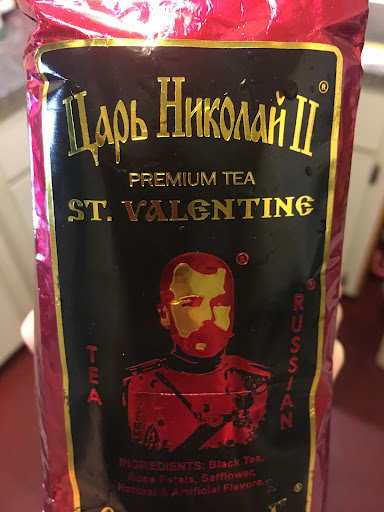 Царь Николай II®
PREMIUM TEA
ST. VALENTINE
®
TEA
RUSSIAN®
INGREDIENTS: Black Tea,
Rose Petals, Safflower,
Natural & Artificial Flavors.